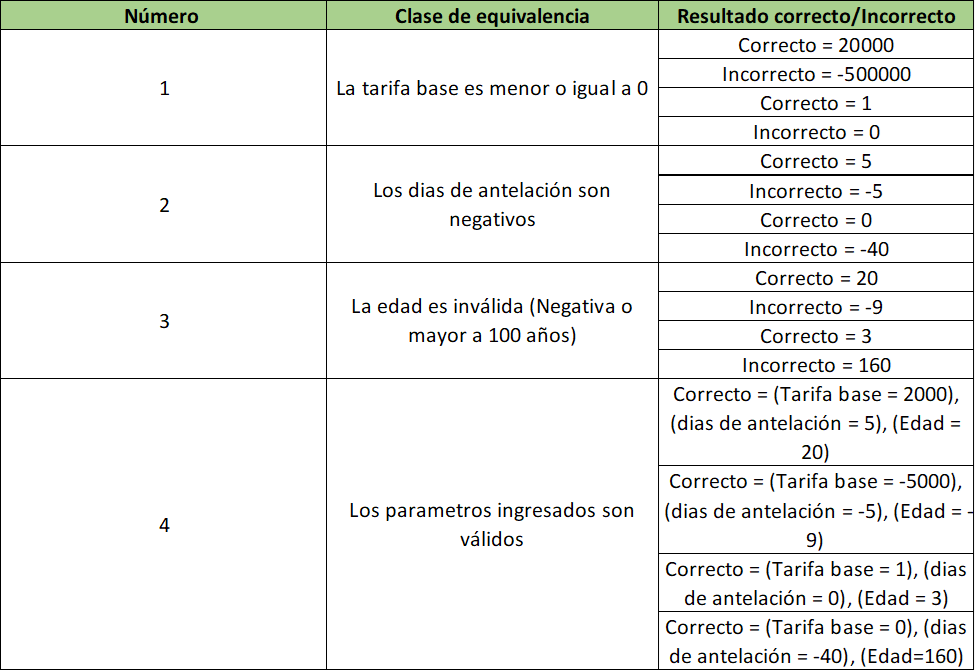 Número Clase de equivalencia Resultado correcto/Incorrecto
1
La tarifa base es menor o igual a 0
Correcto = 20000
Incorrecto = -500000
Correcto = 1
Incorrecto = 0
2
Los dias de antelación son
negativos
Correcto = 5
Incorrecto = -5
Correcto = 0
Incorrecto = -40
3
La edad es inválida (Negativa o
mayor a 100 años)
Correcto = 20
Incorrecto = -9
Correcto = 3
Incorrecto = 160
4
Los parametros ingresados son
válidos
Correcto = (Tarifa base = 2000),
(dias de antelación = 5), (Edad =
20)
Correcto = (Tarifa base = -5000),
(dias de antelación = -5), (Edad = -
9)
Correcto = (Tarifa base = 1), (dias
de antelación = 0), (Edad = 3)
Correcto = (Tarifa base = 0), (dias
de antelación = -40), (Edad=160)